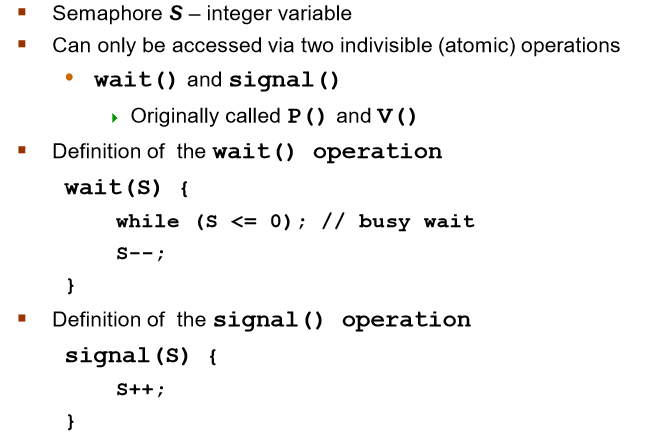 Semaphore S – integer variable
Can only be accessed via two indivisible (atomic) operations
wait() and signal()
Originally called P() and V()
Definition of the wait() operation
wait(S) {
while (S <= 0); // busy wait
S--;
}
Definition of the signal() operation
signal(S) {
S++;
}